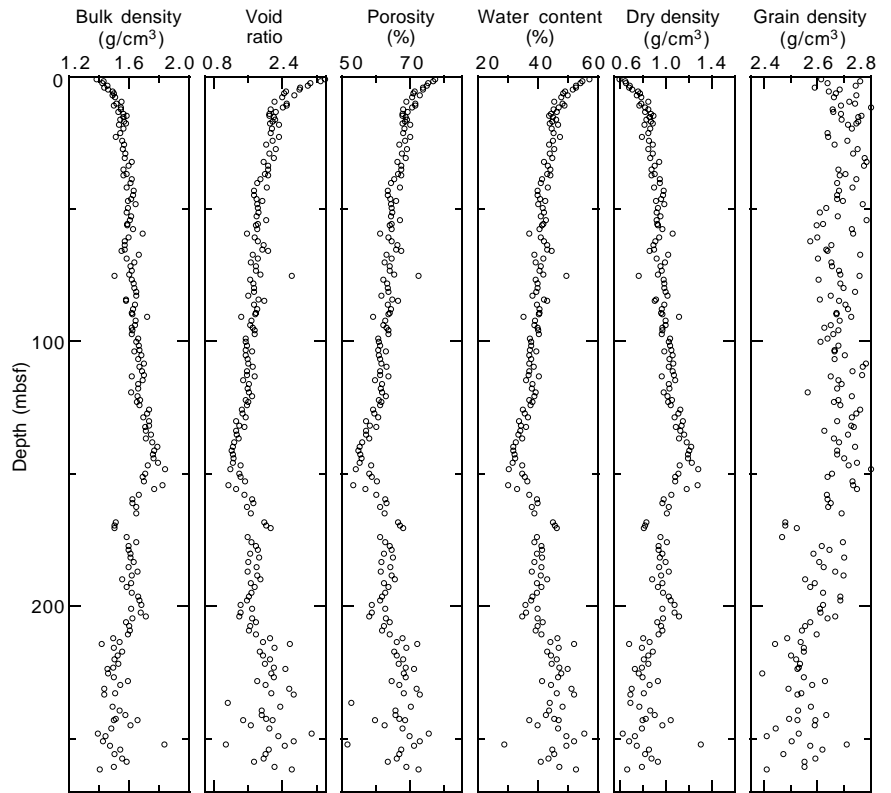 Bulk density Void Porosity Water content Dry density Grain density
(g/cm³) ratio (%) (%) (g/cm³) (g/cm³)
1.2 1.6 2.0 0.8 2.4 50 70 20 40 60 0.6 1.0 1.4 2.4 2.6 2.8
0
100
200
Depth (mbsf)